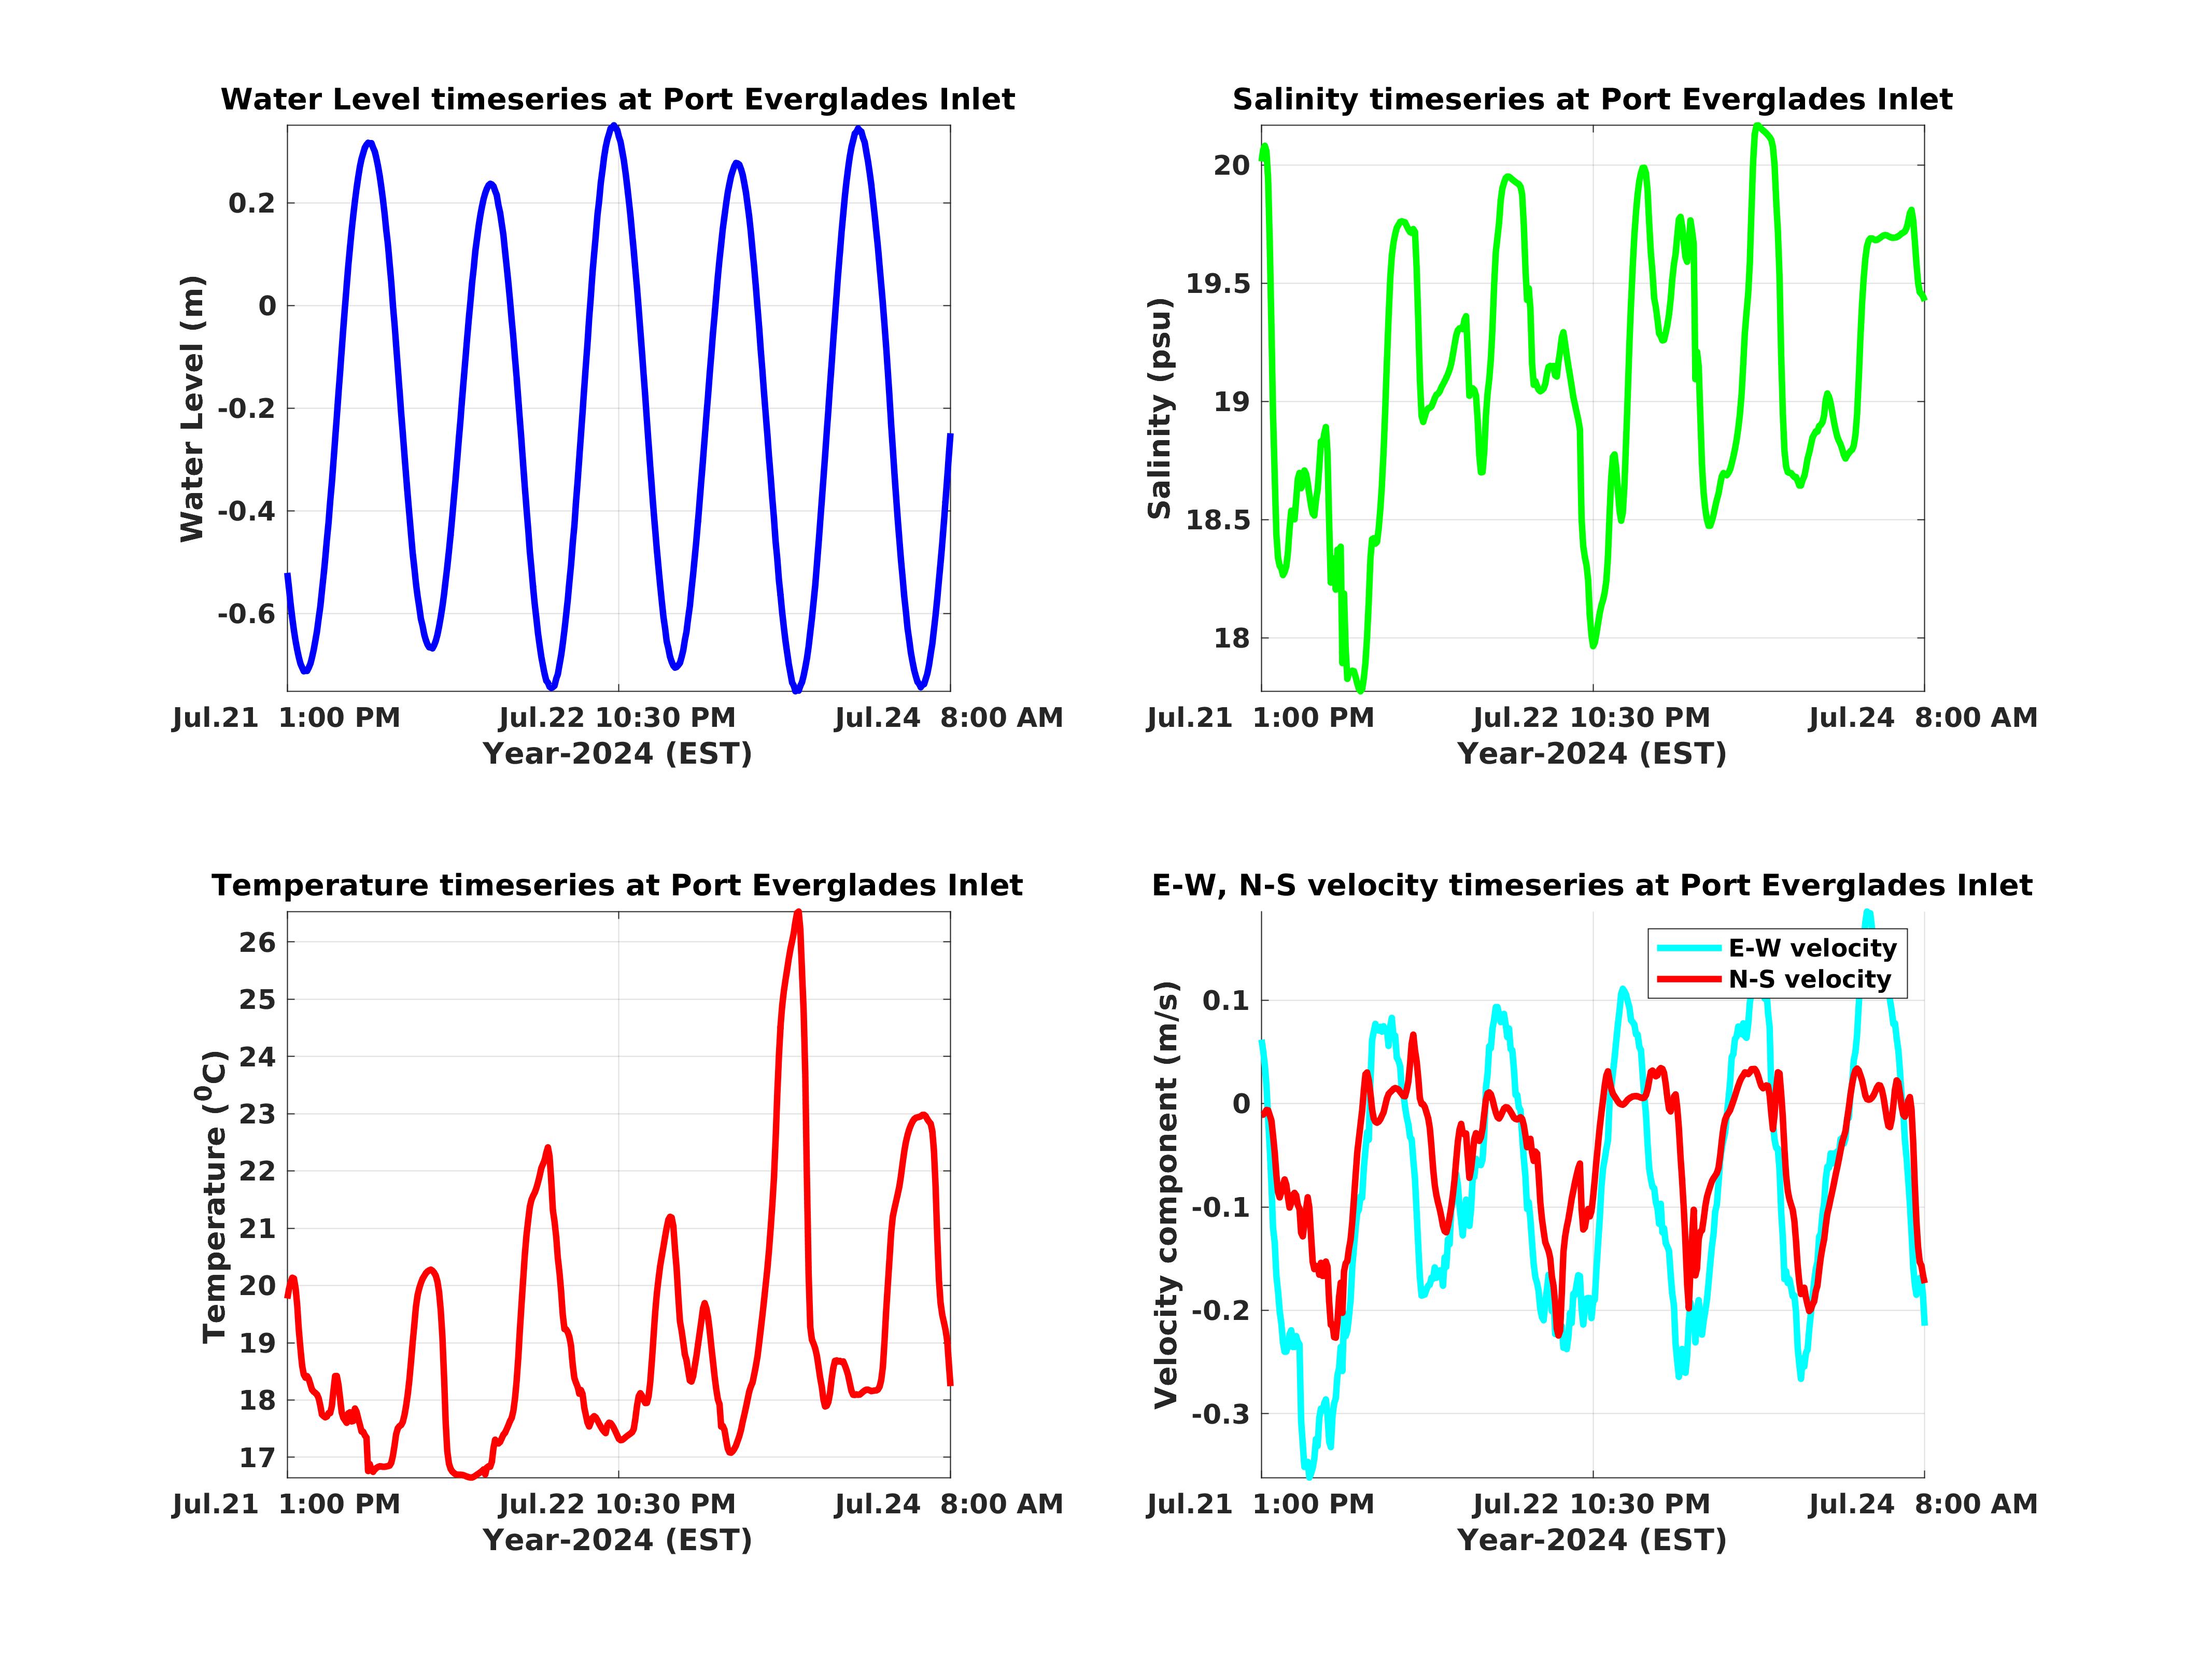 Water Level timeseries at Port Everglades Inlet
Water Level (m)
0.2
0
-0.2
-0.4
-0.6
Jul.21  1:00 PM
Jul.22 10:30 PM
Jul.24  8:00 AM
Year-2024 (EST)
Salinity timeseries at Port Everglades Inlet
Salinity (psu)
20
19.5
19
18.5
18
Jul.21  1:00 PM
Jul.22 10:30 PM
Jul.24  8:00 AM
Year-2024 (EST)
Temperature timeseries at Port Everglades Inlet
Temperature (⁰C)
26
25
24
23
22
21
20
19
18
17
Jul.21  1:00 PM
Jul.22 10:30 PM
Jul.24  8:00 AM
Year-2024 (EST)
E-W, N-S velocity timeseries at Port Everglades Inlet
Velocity component (m/s)
E-W velocity
N-S velocity
0.1
0
-0.1
-0.2
-0.3
Jul.21  1:00 PM
Jul.22 10:30 PM
Jul.24  8:00 AM
Year-2024 (EST)